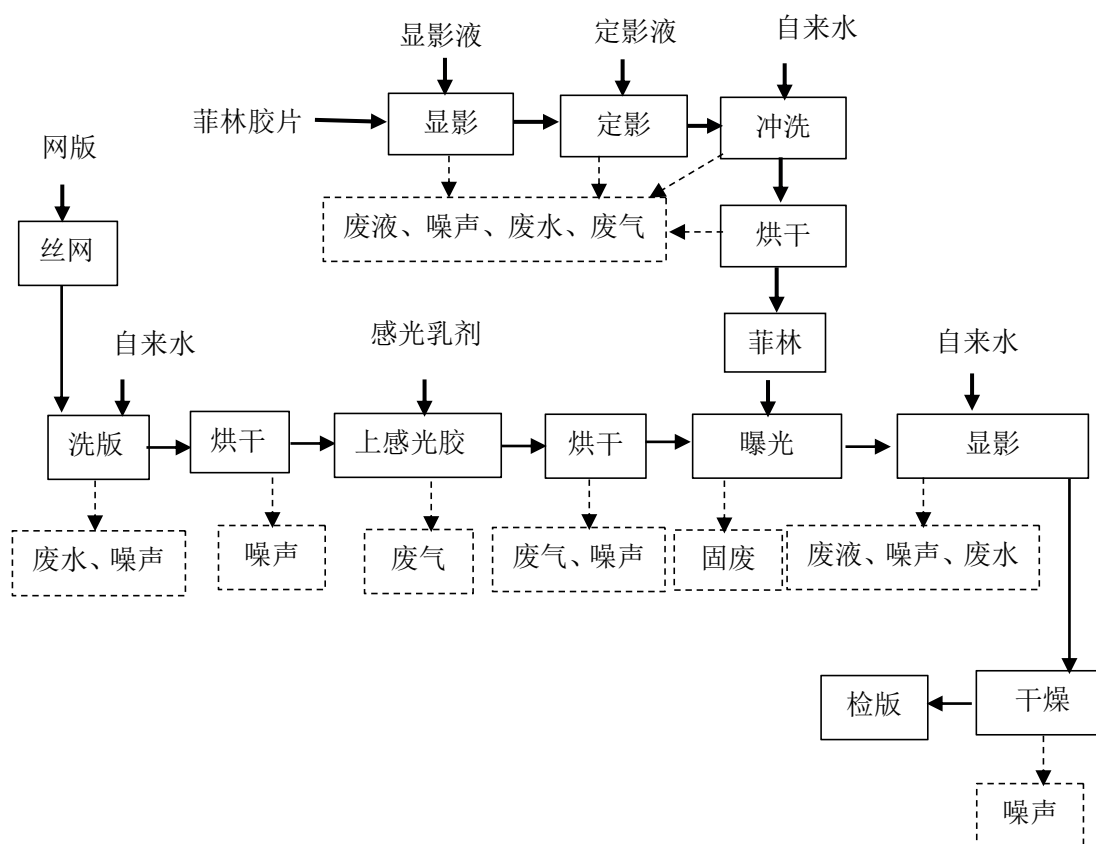 显影液
定影液
自来水
菲林胶片
显影
定影
冲洗
网版
废液、噪声、废水、废气
烘干
丝网
菲林
自来水
感光乳剂
自来水
洗版
烘干
上感光胶
烘干
曝光
显影
废水、噪声
噪声
废气
废气、噪声
固废
废液、噪声、废水
检版
干燥
噪声